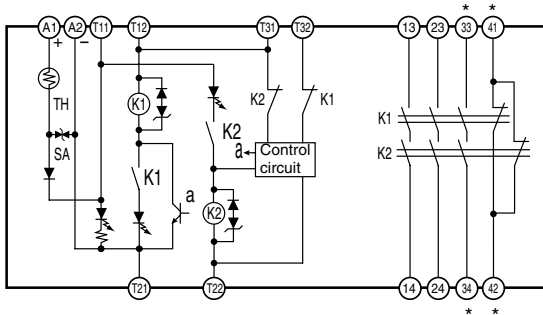 * *
A1 A2 T11 T12 T31 T32 13 23 33 41
+ −
TH
K1
K2
K1
SA
K2
a
Control
circuit
K1
a
K2
K1
K2
T21 T22 14 24 34 42
* *